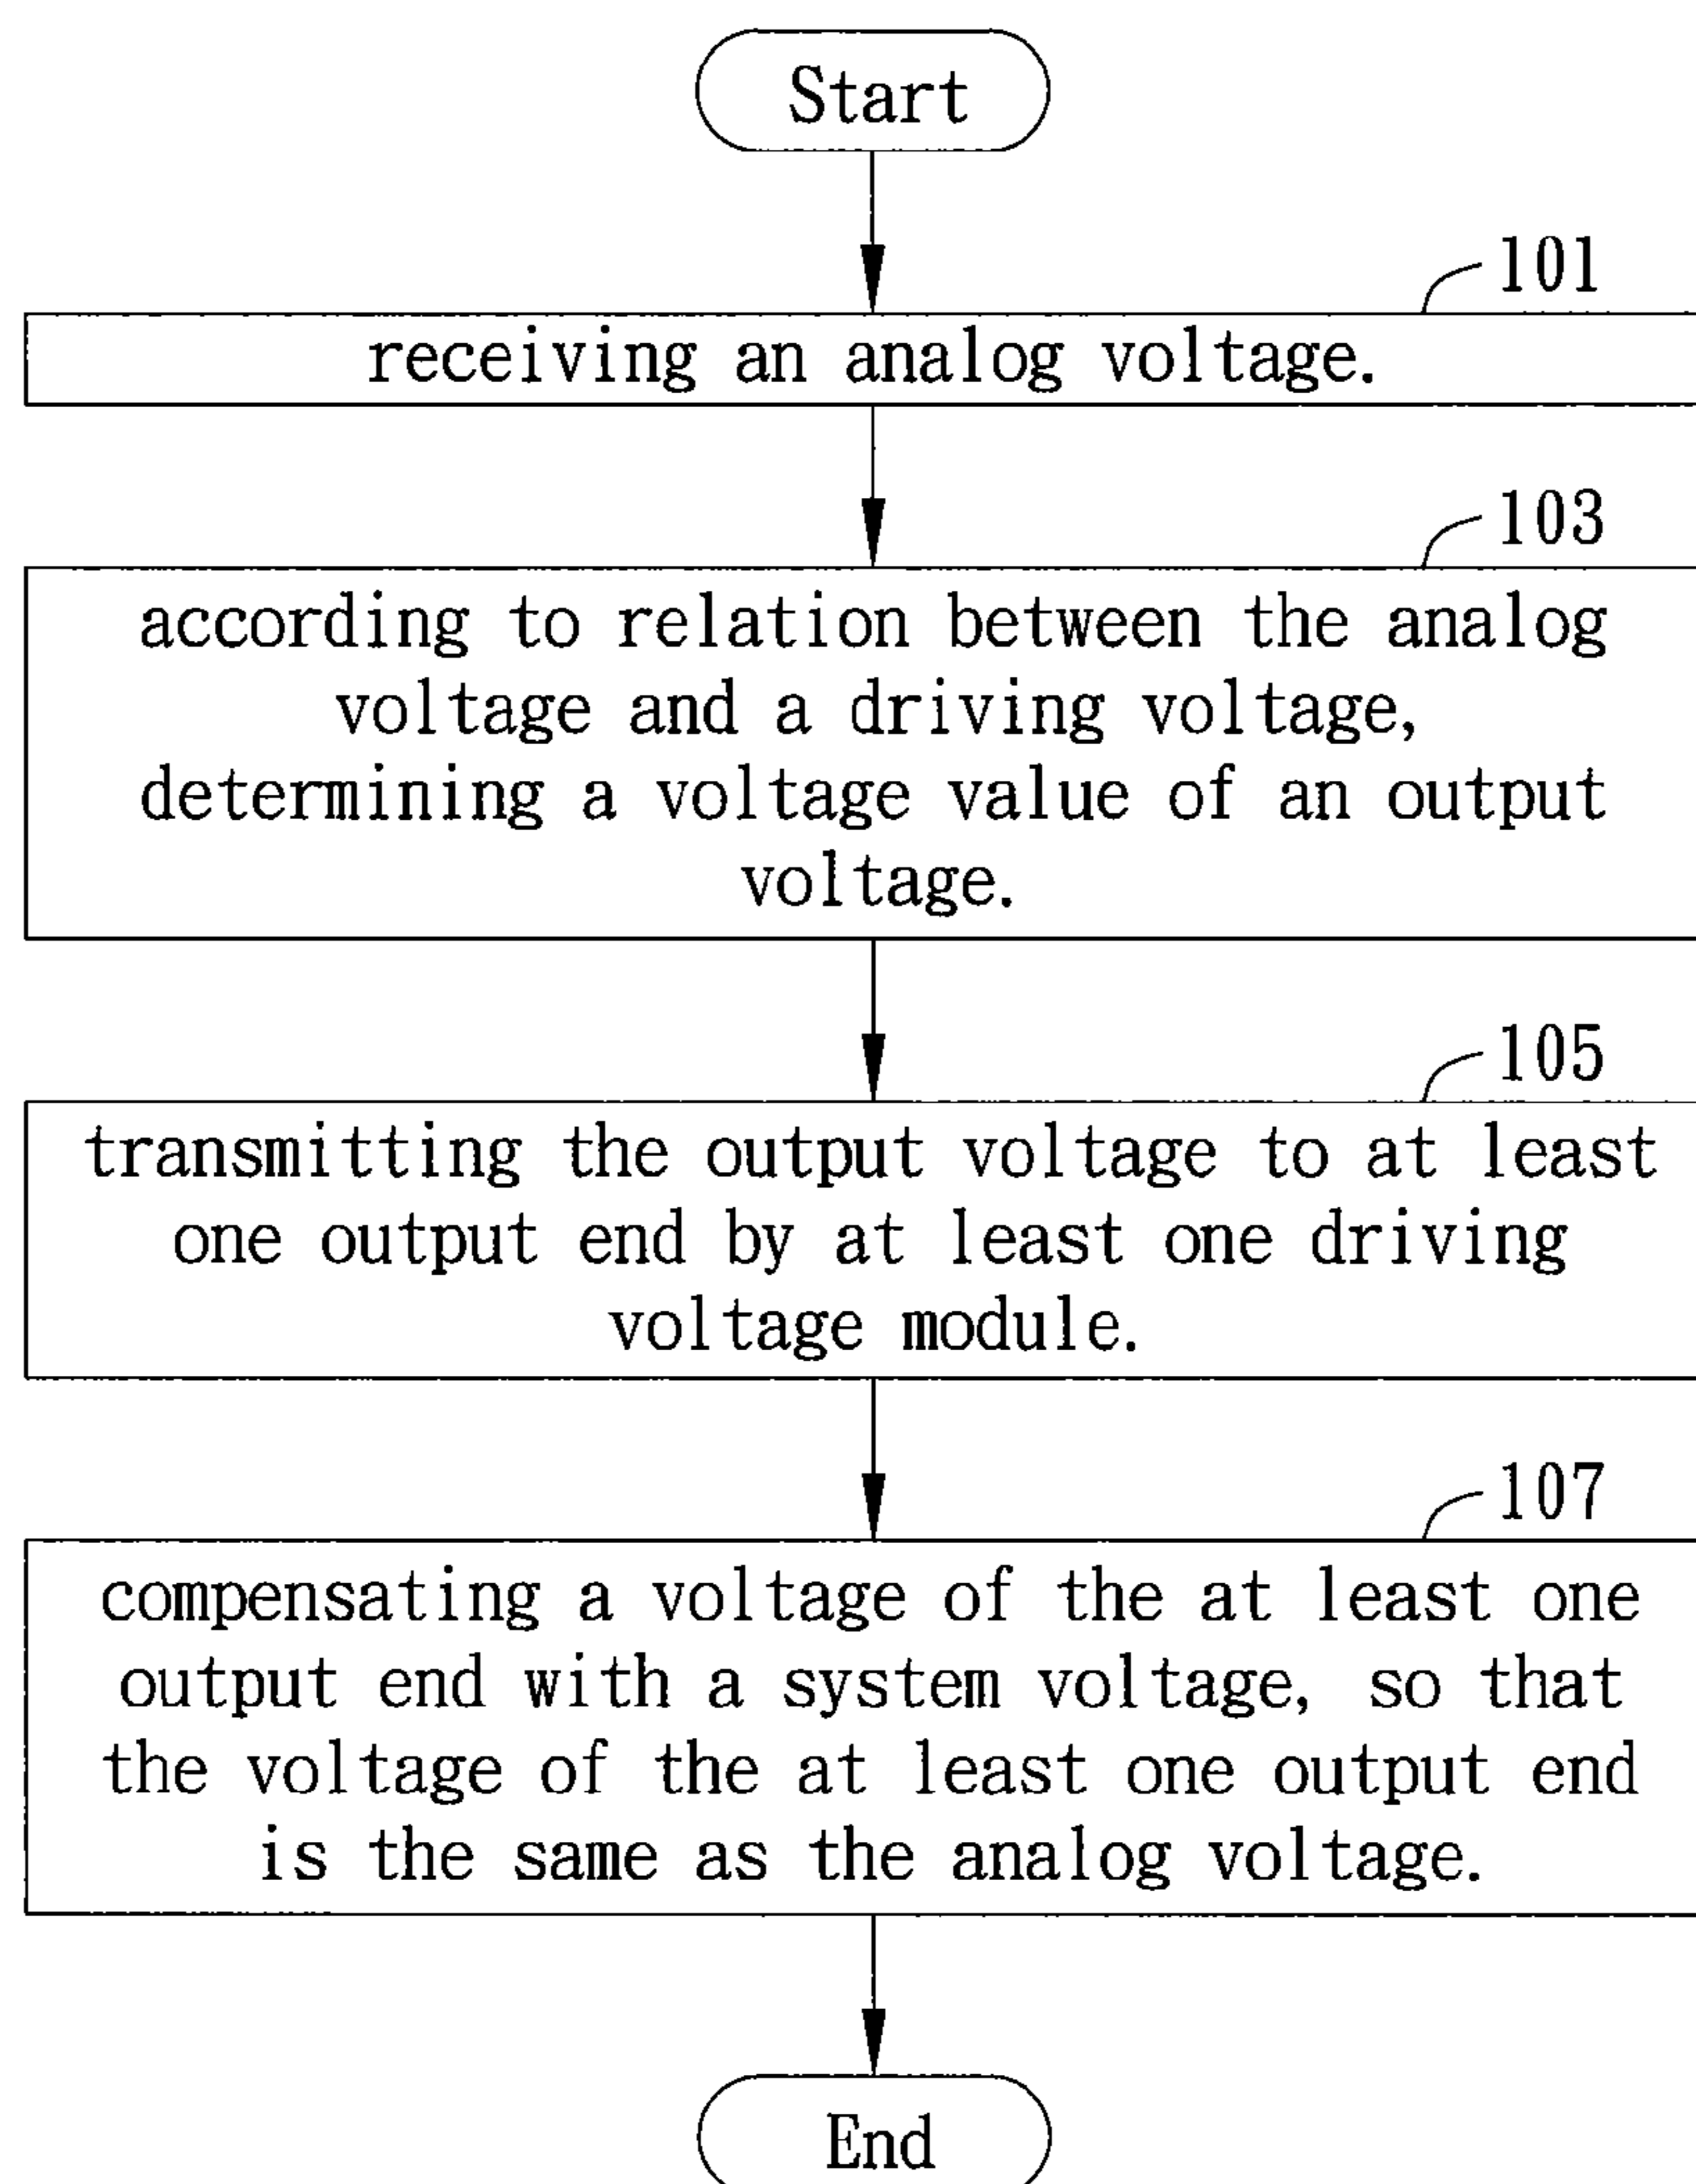 Start
101
receiving an analog voltage.
103
according to relation between the analog
voltage and a driving voltage,
determining a voltage value of an output
voltage.
105
transmitting the output voltage to at least
one output end by at least one driving
voltage module.
107
compensating a voltage of the at least one
output end with a system voltage, so that
the voltage of the at least one output end
is the same as the analog voltage.
End